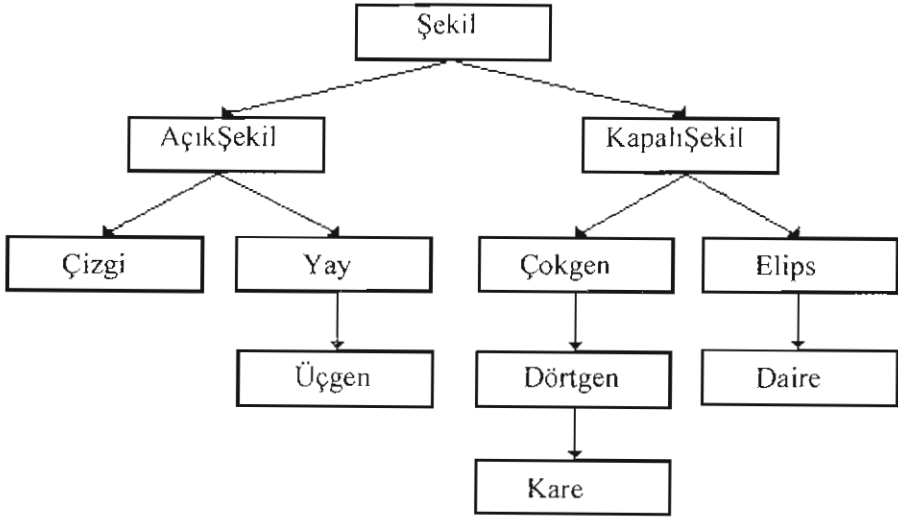 Şekil
AçıkŞekil
KapalıŞekil
Çizgi
Yay
Çokgen
Elips
Üçgen
Dörtgen
Daire
Kare